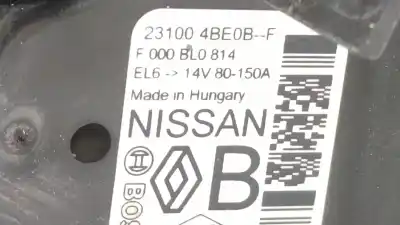 23100 4BE0B--F
F 000 BL0 814
EL6 -> 14V 80-150A
Made in Hungary
NISSAN
B